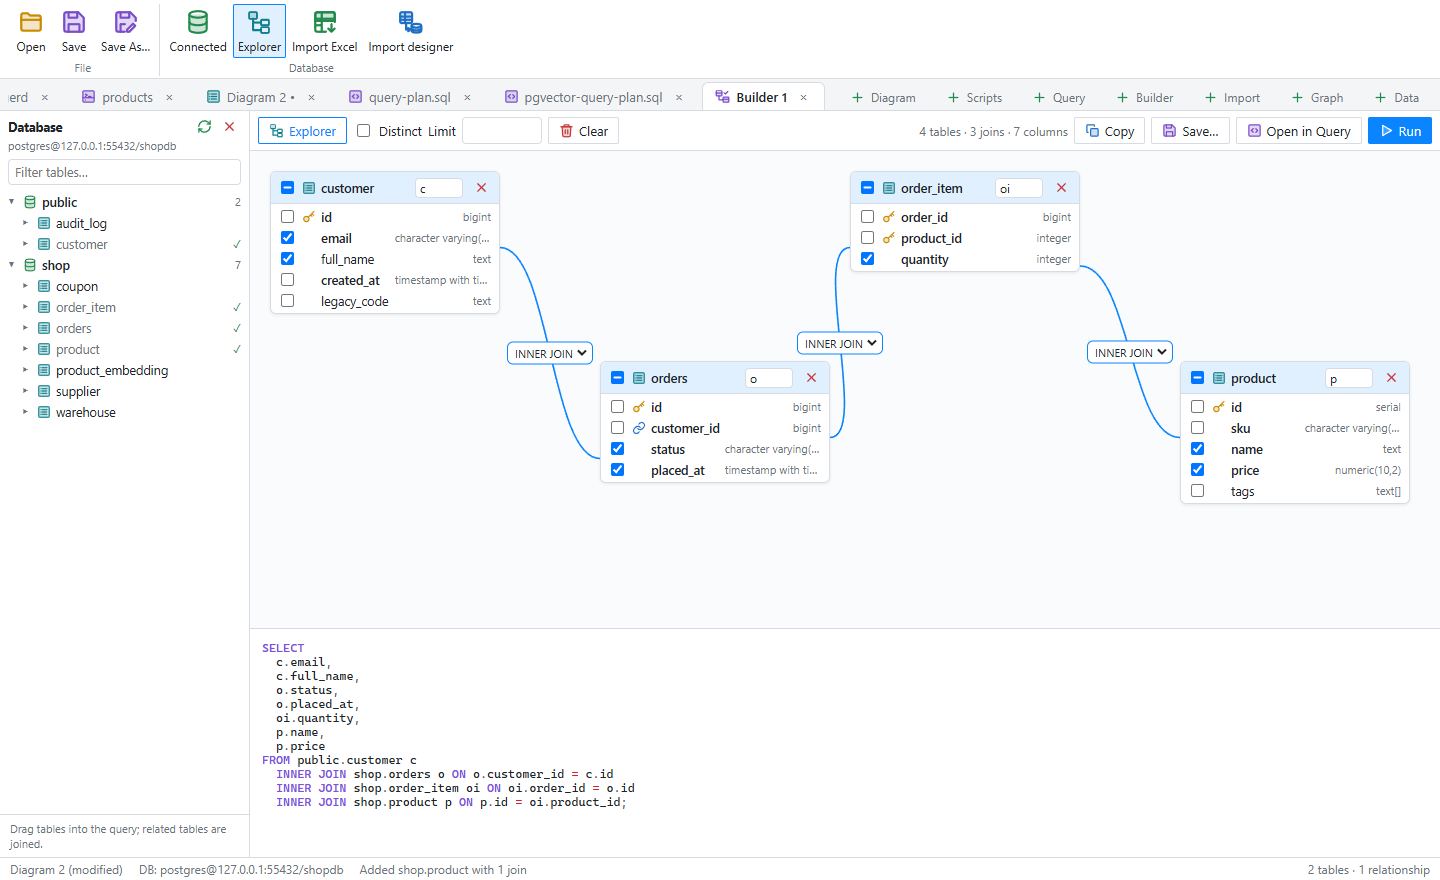 Open
Save
Save As...
Connected
Explorer
Import Excel
Import designer
File
Database
erd
products
Diagram 2 •
query-plan.sql
pgvector-query-plan.sql
Builder 1
Diagram
Scripts
Query
Builder
Import
Graph
Data
Database
postgres@127.0.0.1:55432/shopdb
Filter tables...
public 2
audit_log
customer
shop 7
coupon
order_item
orders
product
product_embedding
supplier
warehouse
Drag tables into the query; related tables are
joined.
Explorer
Distinct
Limit
Clear
4 tables · 3 joins · 7 columns
Copy
Save...
Open in Query
Run
customer c
id bigint
email character varying(...
full_name text
created_at timestamp with ti...
legacy_code text
INNER JOIN
orders o
id bigint
customer_id bigint
status character varying(...
placed_at timestamp with ti...
INNER JOIN
order_item oi
order_id bigint
product_id integer
quantity integer
INNER JOIN
product p
id serial
sku character varying(...
name text
price numeric(10,2)
tags text[]
SELECT
c.email,
c.full_name,
o.status,
o.placed_at,
oi.quantity,
p.name,
p.price
FROM public.customer c
INNER JOIN shop.orders o ON o.customer_id = c.id
INNER JOIN shop.order_item oi ON oi.order_id = o.id
INNER JOIN shop.product p ON p.id = oi.product_id;
Diagram 2 (modified)
DB: postgres@127.0.0.1:55432/shopdb
Added shop.product with 1 join
2 tables · 1 relationship